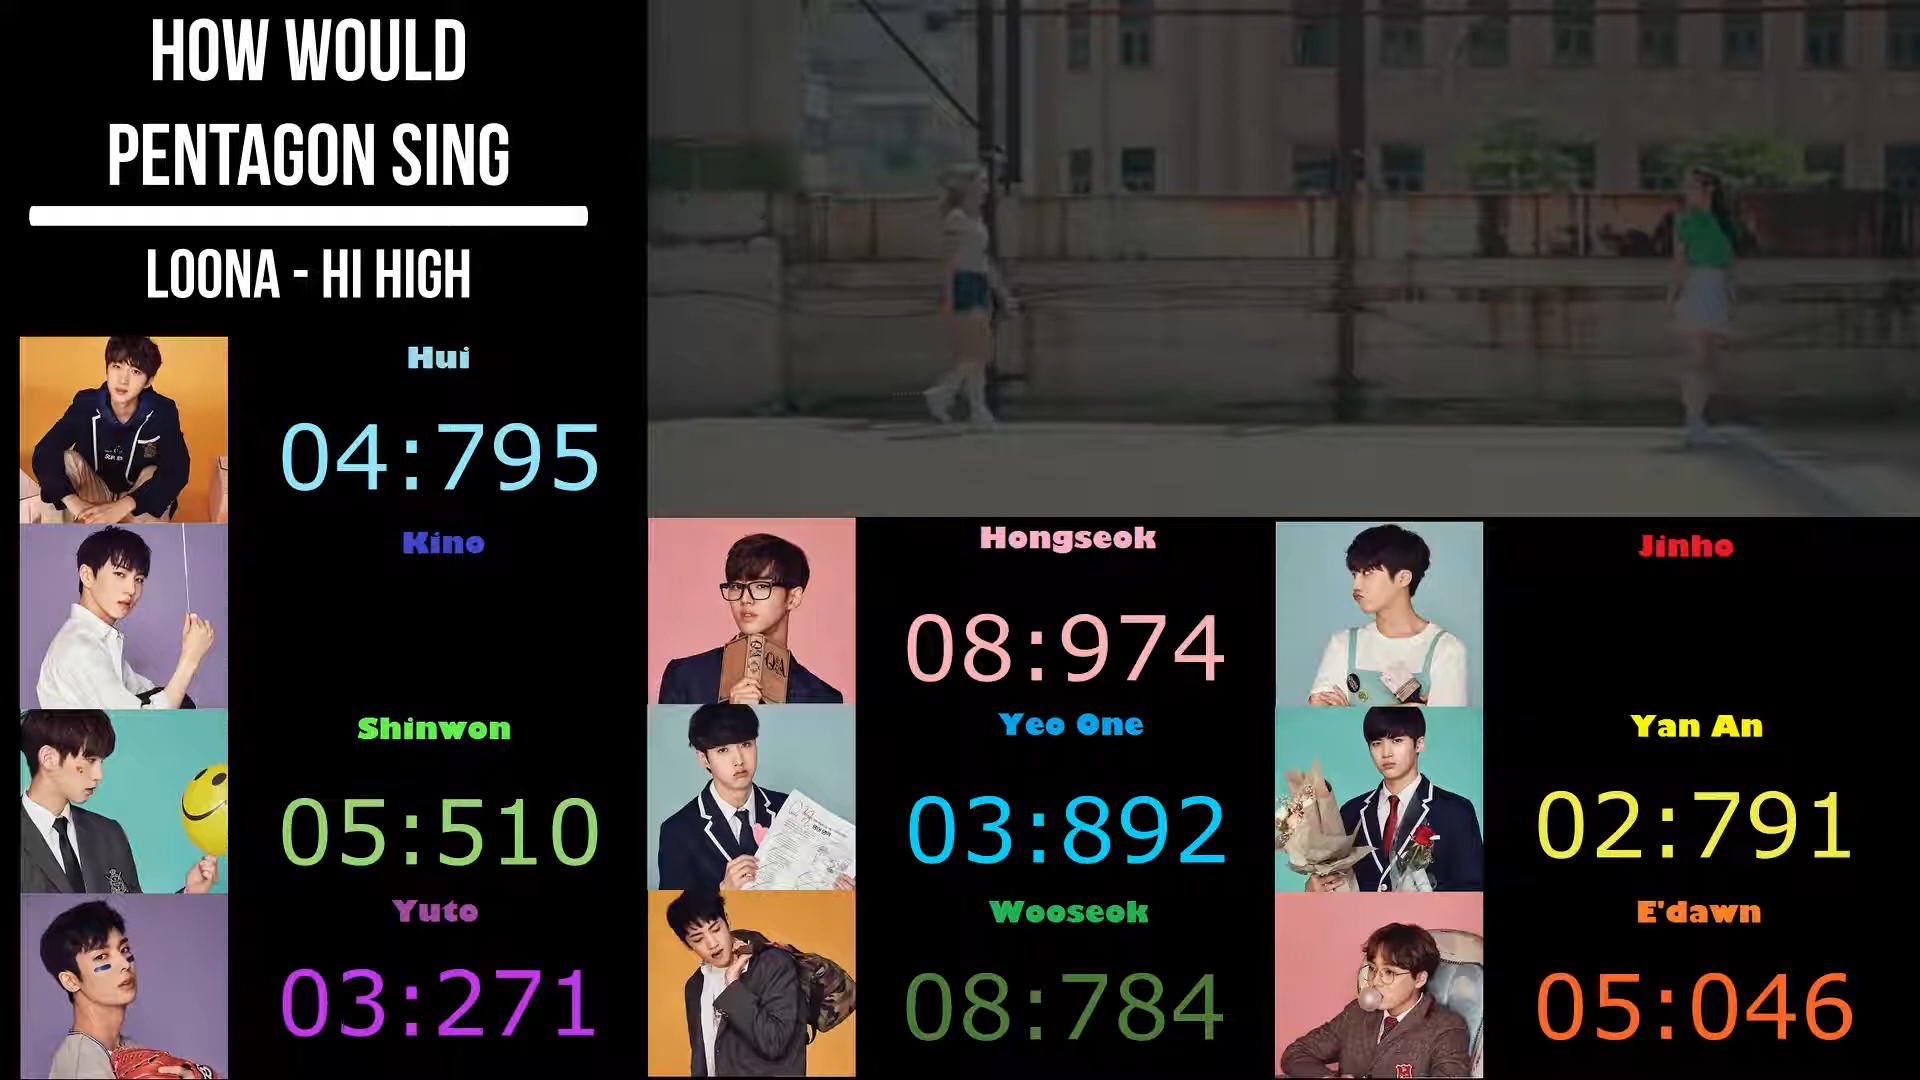 HOW WOULD
PENTAGON SING
LOONA - HI HIGH
Hui
04:795
Kino
Hongseok
08:974
Jinho
Shinwon
05:510
Yeo One
03:892
Yan An
02:791
Yuto
03:271
Wooseok
08:784
E'dawn
05:046
Q&A